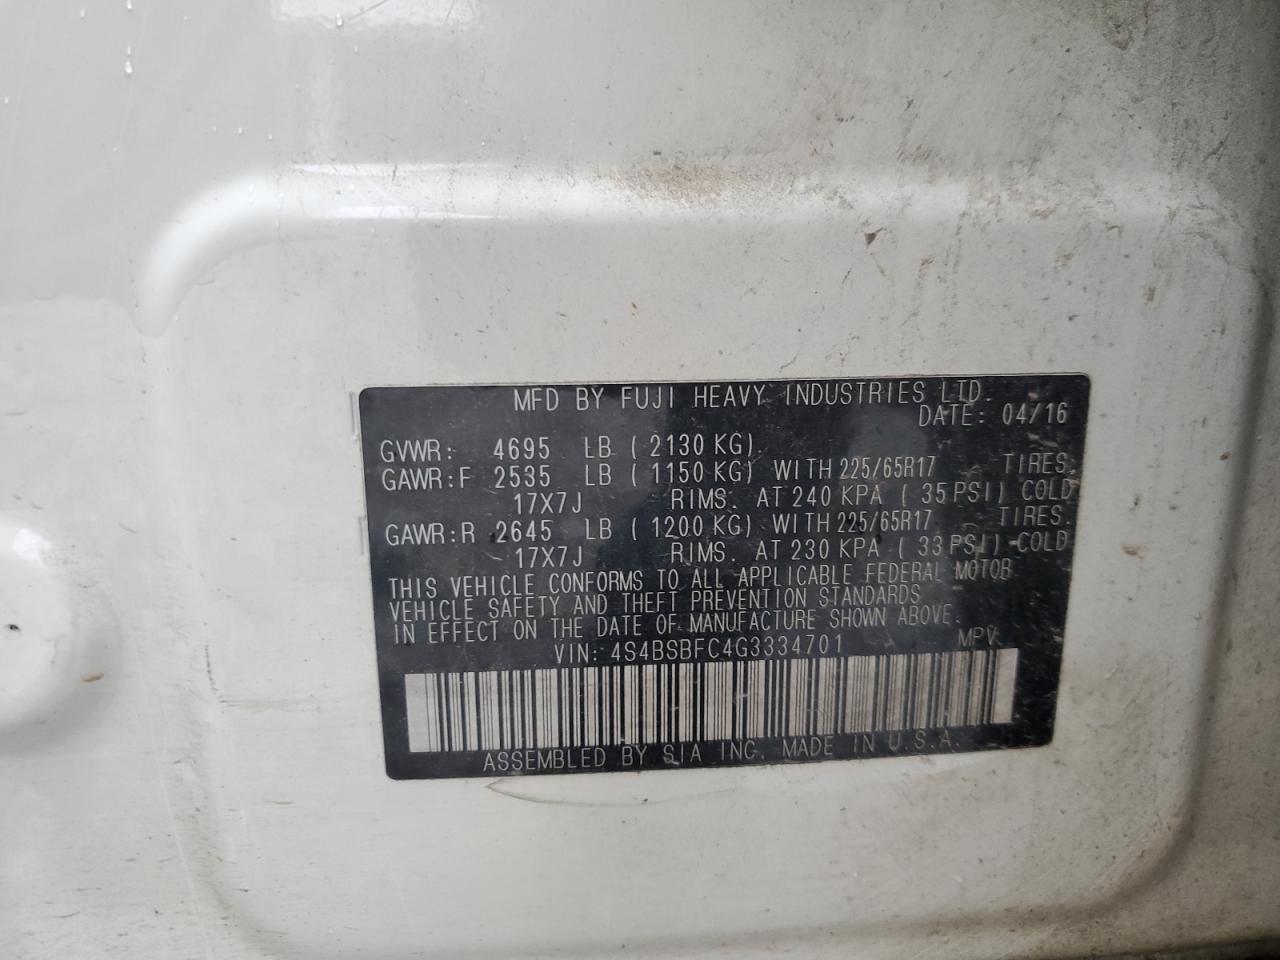 MFD BY FUJI HEAVY INDUSTRIES LTD.
DATE: 04/16
GVWR: 4695 LB ( 2130 KG)
GAWR:F 2535 LB ( 1150 KG) WITH 225/65R17 TIRES,
17X7J RIMS. AT 240 KPA ( 35 PSI) COLD
GAWR:R 2645 LB ( 1200 KG) WITH 225/65R17 TIRES.
17X7J RIMS. AT 230 KPA ( 33 PSI) COLD
THIS VEHICLE CONFORMS TO ALL APPLICABLE FEDERAL MOTOR
VEHICLE SAFETY AND THEFT PREVENTION STANDARDS
IN EFFECT ON THE DATE OF MANUFACTURE SHOWN ABOVE.
VIN: 4S4BSBFC4G3334701 MPV
ASSEMBLED BY SIA INC. MADE IN U.S.A.